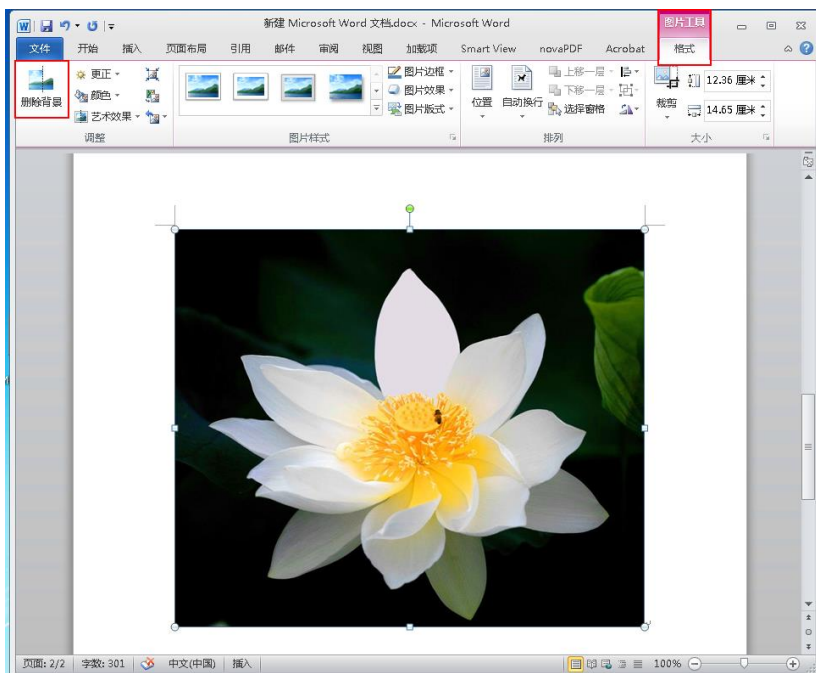 新建 Microsoft Word 文档.docx - Microsoft Word
图片工具
文件 开始 插入 页面布局 引用 邮件 审阅 视图 加载项 Smart View novaPDF Acrobat 格式
删除背景
更正
颜色
艺术效果
调整
图片样式
图片边框
图片效果
图片版式
位置
自动换行
上移一层
下移一层
选择窗格
排列
裁剪
12.36 厘米
14.65 厘米
大小
页面: 2/2 字数: 301 中文(中国) 插入 100%